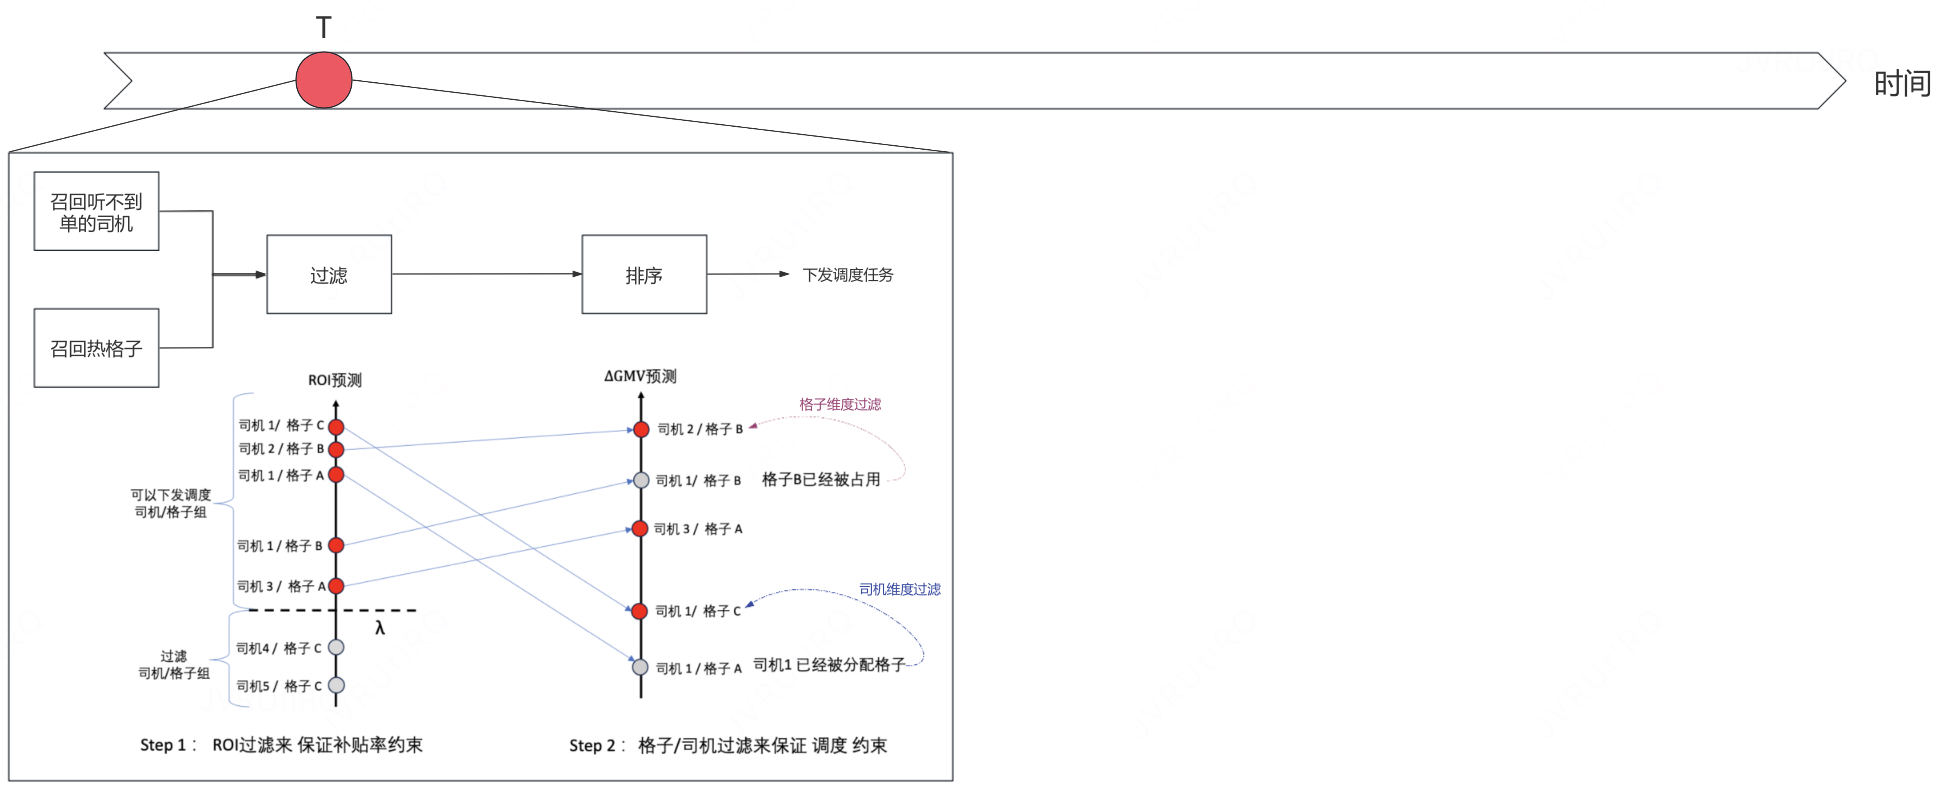 T
时间
召回听不到
单的司机
过滤
排序
下发调度任务
召回热格子
ROI预测
ΔGMV预测
格子维度过滤
司机 1/ 格子 C
司机 2 / 格子 B
司机 1 / 格子 A
可以下发调度
司机/格子组
司机 1 / 格子 B
司机 3 / 格子 A
λ
过滤
司机/格子组
司机4 / 格子 C
司机5 / 格子 C
司机 2 / 格子 B
司机 1/ 格子 B
格子B已经被占用
司机 3 / 格子 A
司机维度过滤
司机 1/ 格子 C
司机 1 / 格子 A
司机1 已经被分配格子
Step 1： ROI过滤来 保证补贴率约束
Step 2： 格子/司机过滤来保证 调度 约束